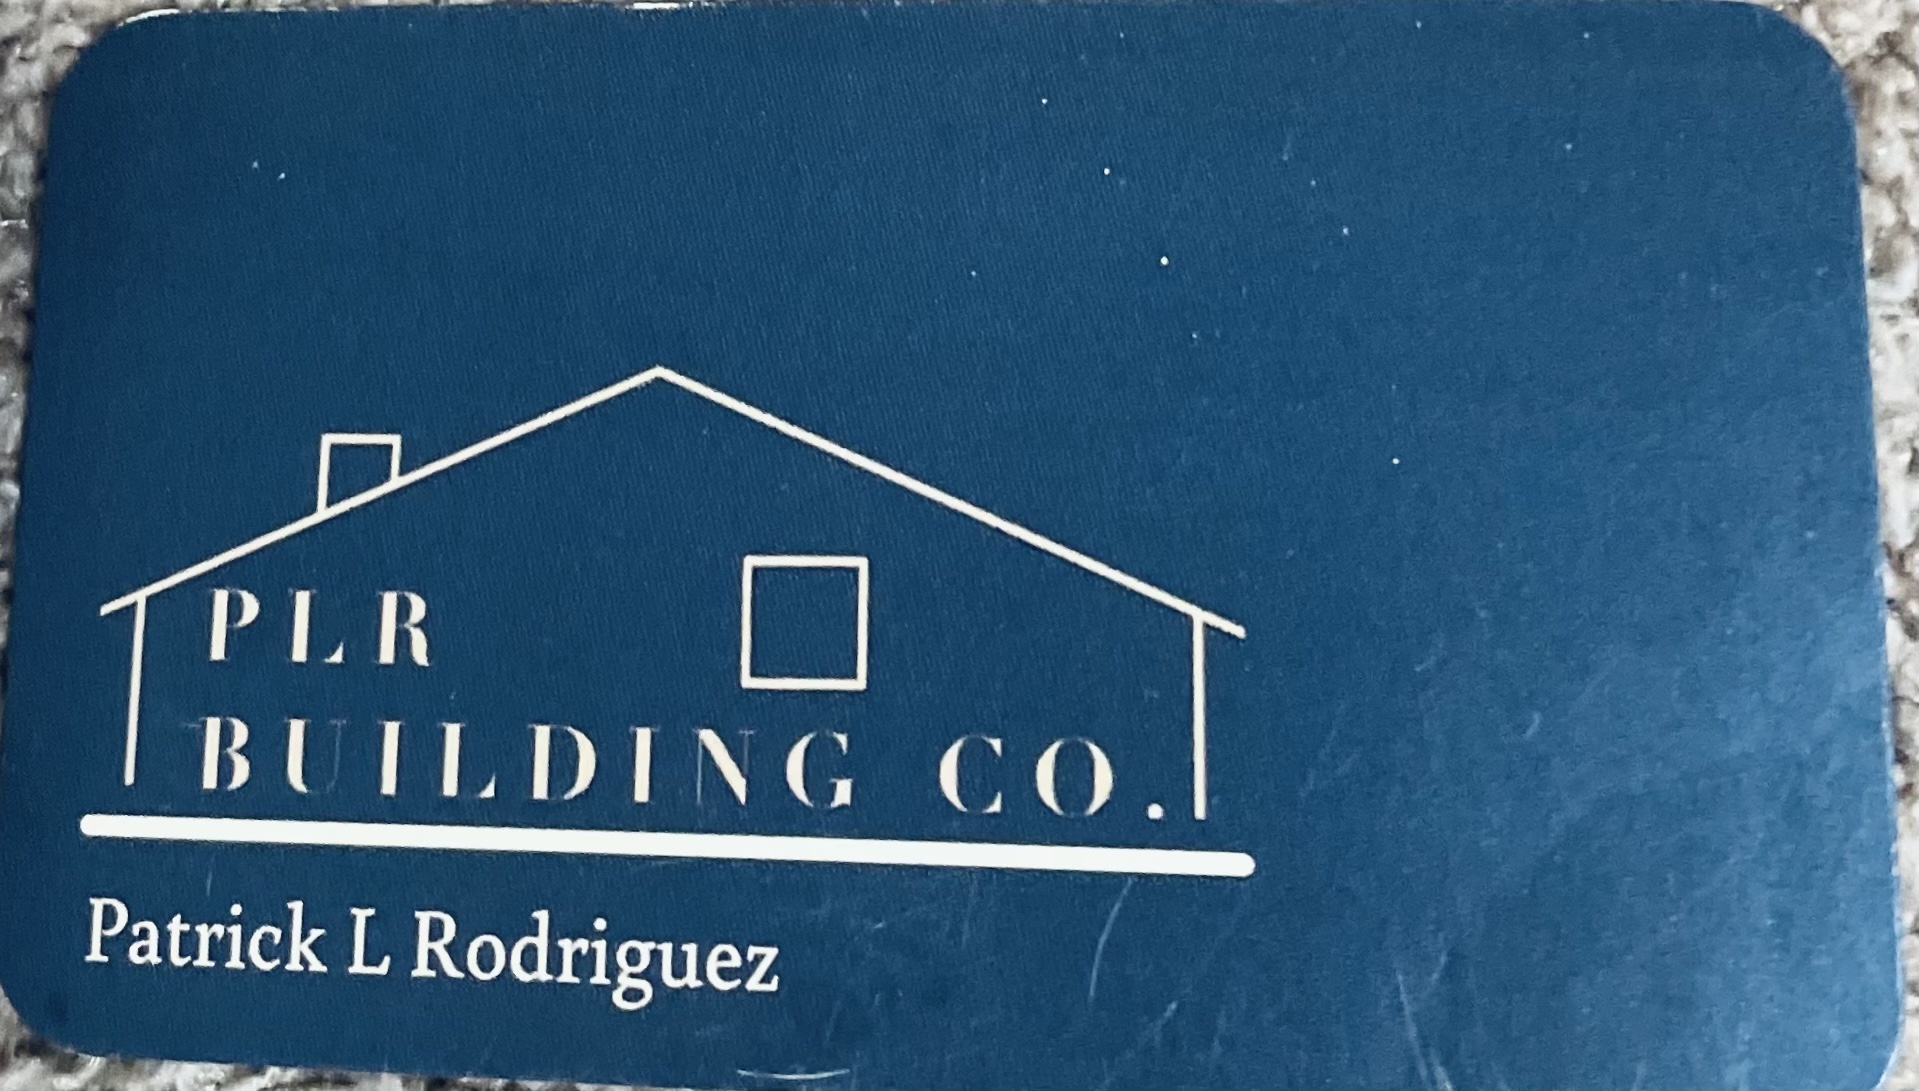 PLR
BUILDING CO.
Patrick L Rodriguez